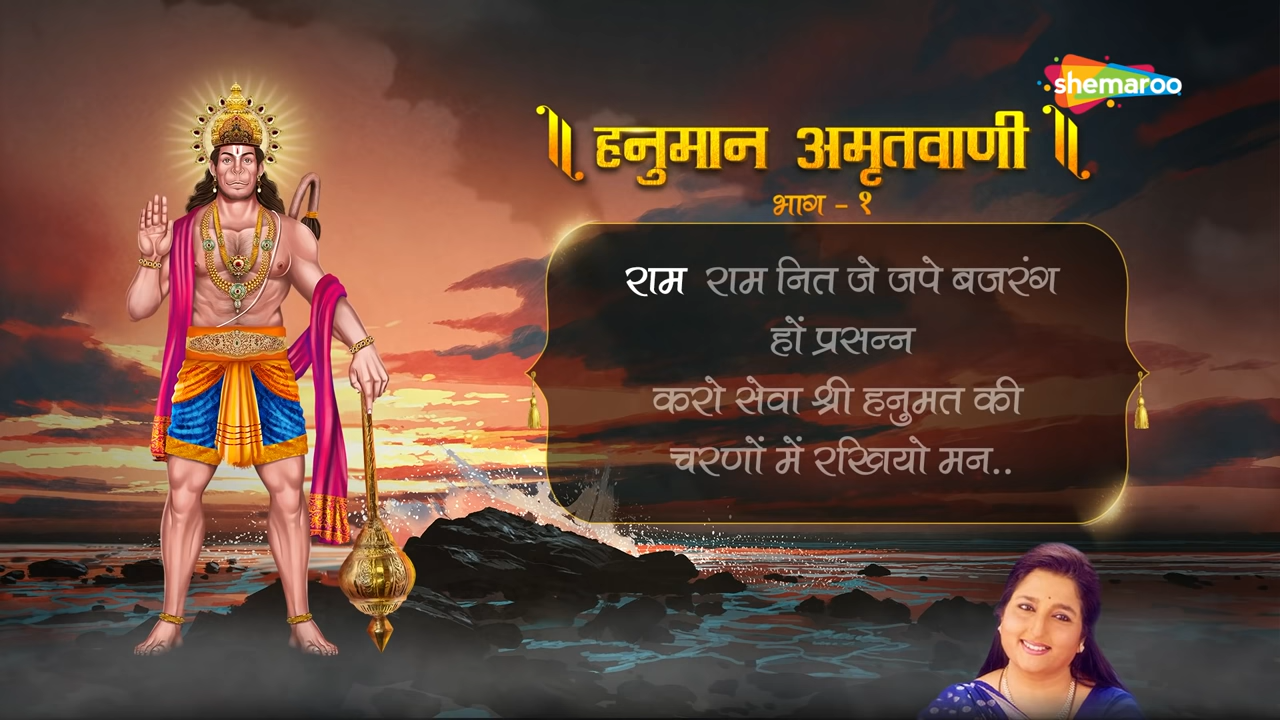 shemaroo
॥ हनुमान अमृतवाणी ॥
भाग - १
राम राम नित जे जपे बजरंग
हों प्रसन्न
करो सेवा श्री हनुमत की
चरणों में रखियो मन..